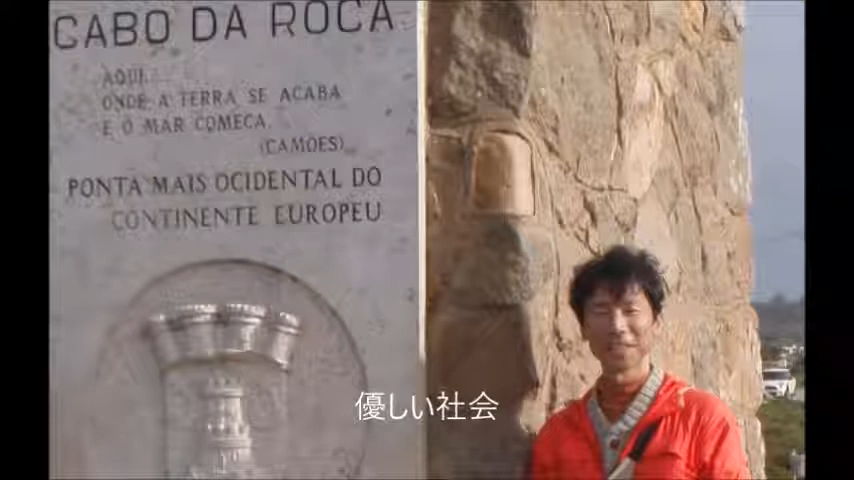 CABO DA ROCA
AQUI...
ONDE A TERRA SE ACABA
E O MAR COMEÇA...
(CAMÕES)
PONTA MAIS OCIDENTAL DO
CONTINENTE EUROPEU
優しい社会